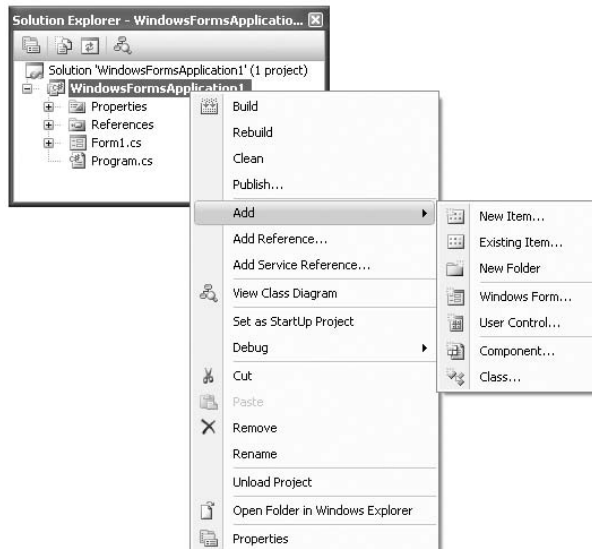 Solution Explorer - WindowsFormsApplicatio...
Solution 'WindowsFormsApplication1' (1 project)
WindowsFormsApplication1
Properties
References
Form1.cs
Program.cs
Build
Rebuild
Clean
Publish...
Add
Add Reference...
Add Service Reference...
View Class Diagram
Set as StartUp Project
Debug
Cut
Paste
Remove
Rename
Unload Project
Open Folder in Windows Explorer
Properties
New Item...
Existing Item...
New Folder
Windows Form...
User Control...
Component...
Class...